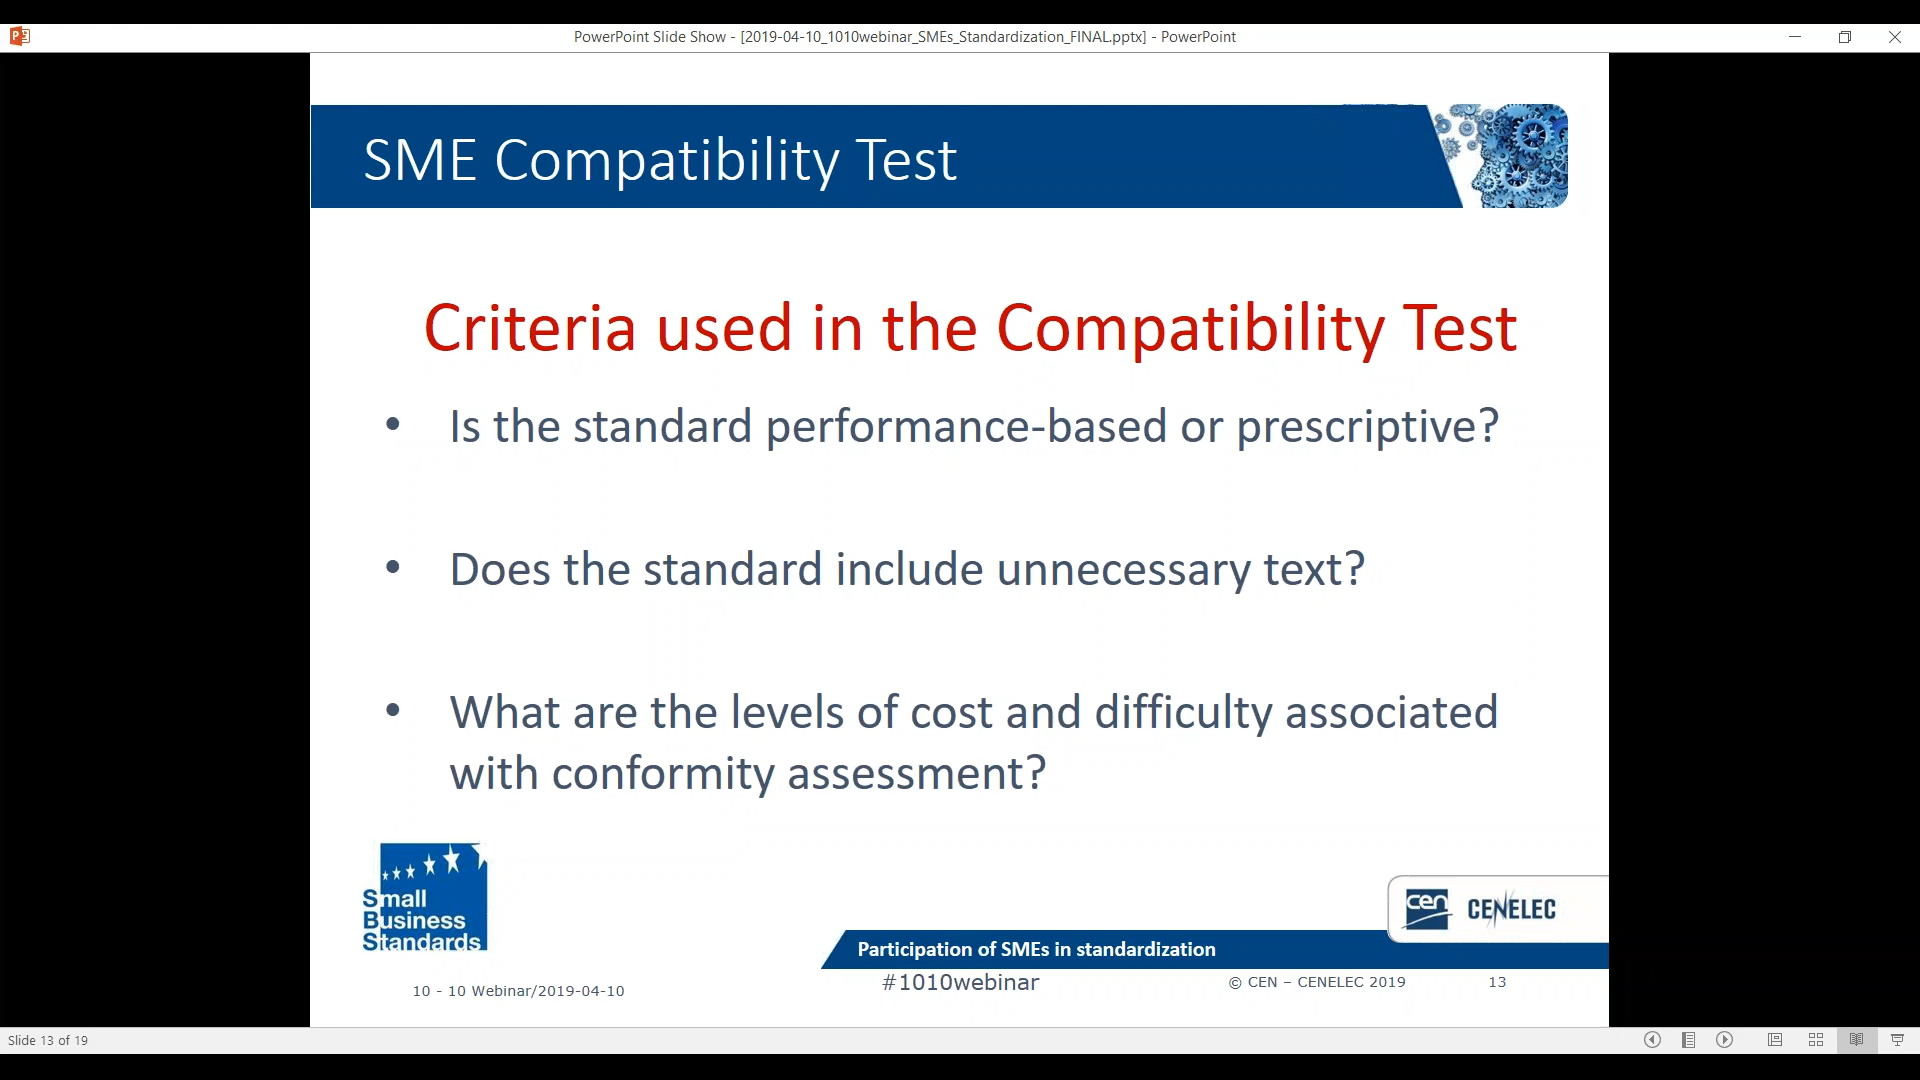 PowerPoint Slide Show - [2019-04-10_1010webinar_SMEs_Standardization_FINAL.pptx] - PowerPoint
SME Compatibility Test
Criteria used in the Compatibility Test
• Is the standard performance-based or prescriptive?
• Does the standard include unnecessary text?
• What are the levels of cost and difficulty associated
with conformity assessment?
Small
Business
Standards
cen
CENELEC
Participation of SMEs in standardization
10 - 10 Webinar/2019-04-10
#1010webinar
© CEN – CENELEC 2019
13
Slide 13 of 19